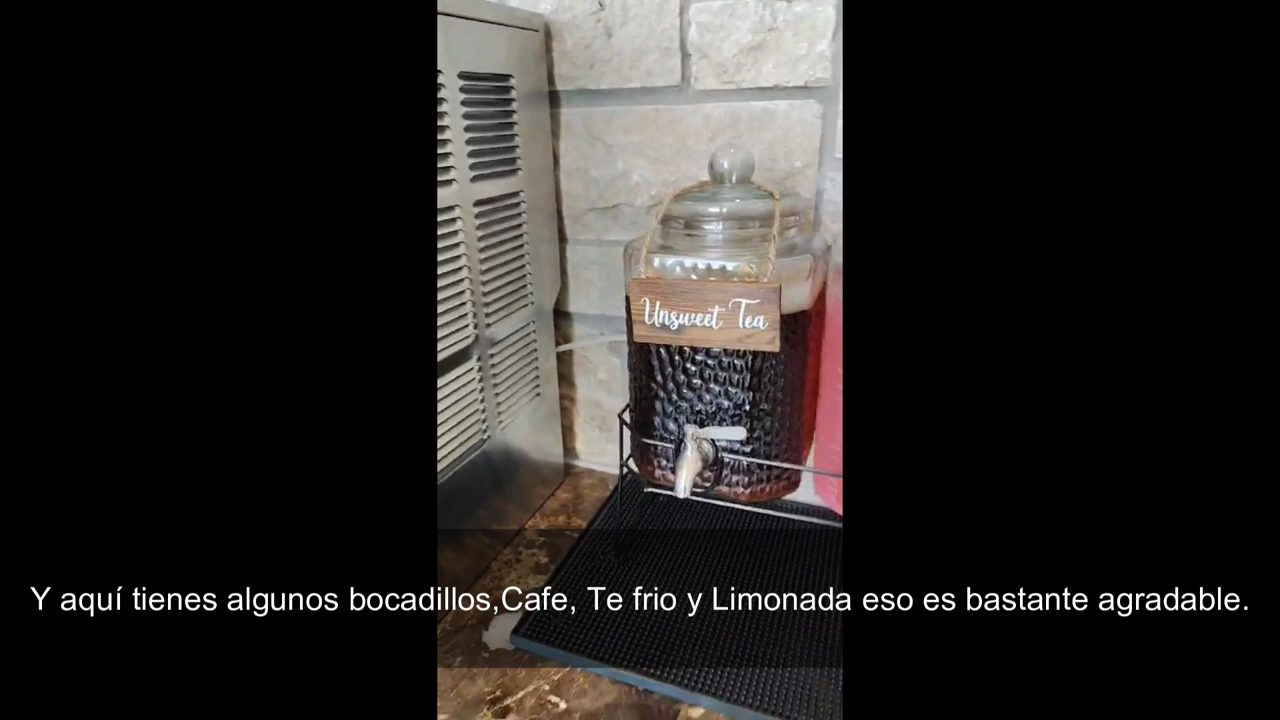 Unsweet Tea
Y aquí tienes algunos bocadillos,Cafe, Te frio y Limonada eso es bastante agradable.